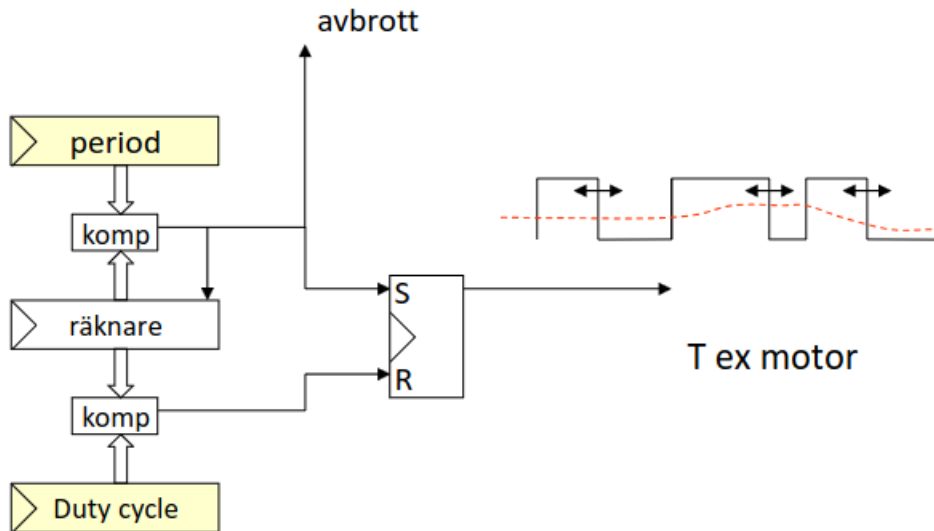 avbrott
period
komp
räknare
S
R
T ex motor
komp
Duty cycle